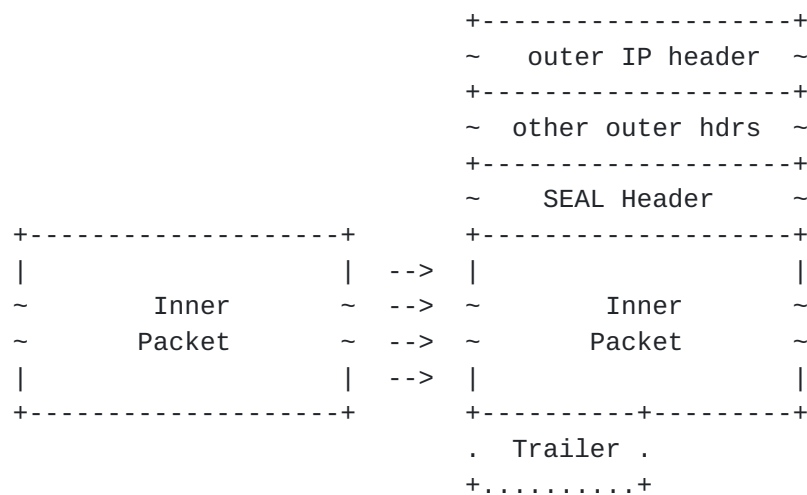 +--------------------+
                             ~   outer IP header  ~
                             +--------------------+
                             ~  other outer hdrs  ~
                             +--------------------+
                             ~    SEAL Header     ~
+--------------------+       +--------------------+
|                    |  -->  |                    |
~        Inner       ~  -->  ~        Inner       ~
~       Packet       ~  -->  ~       Packet       ~
|                    |  -->  |                    |
+--------------------+       +----------+---------+
                             .  Trailer .
                             +..........+